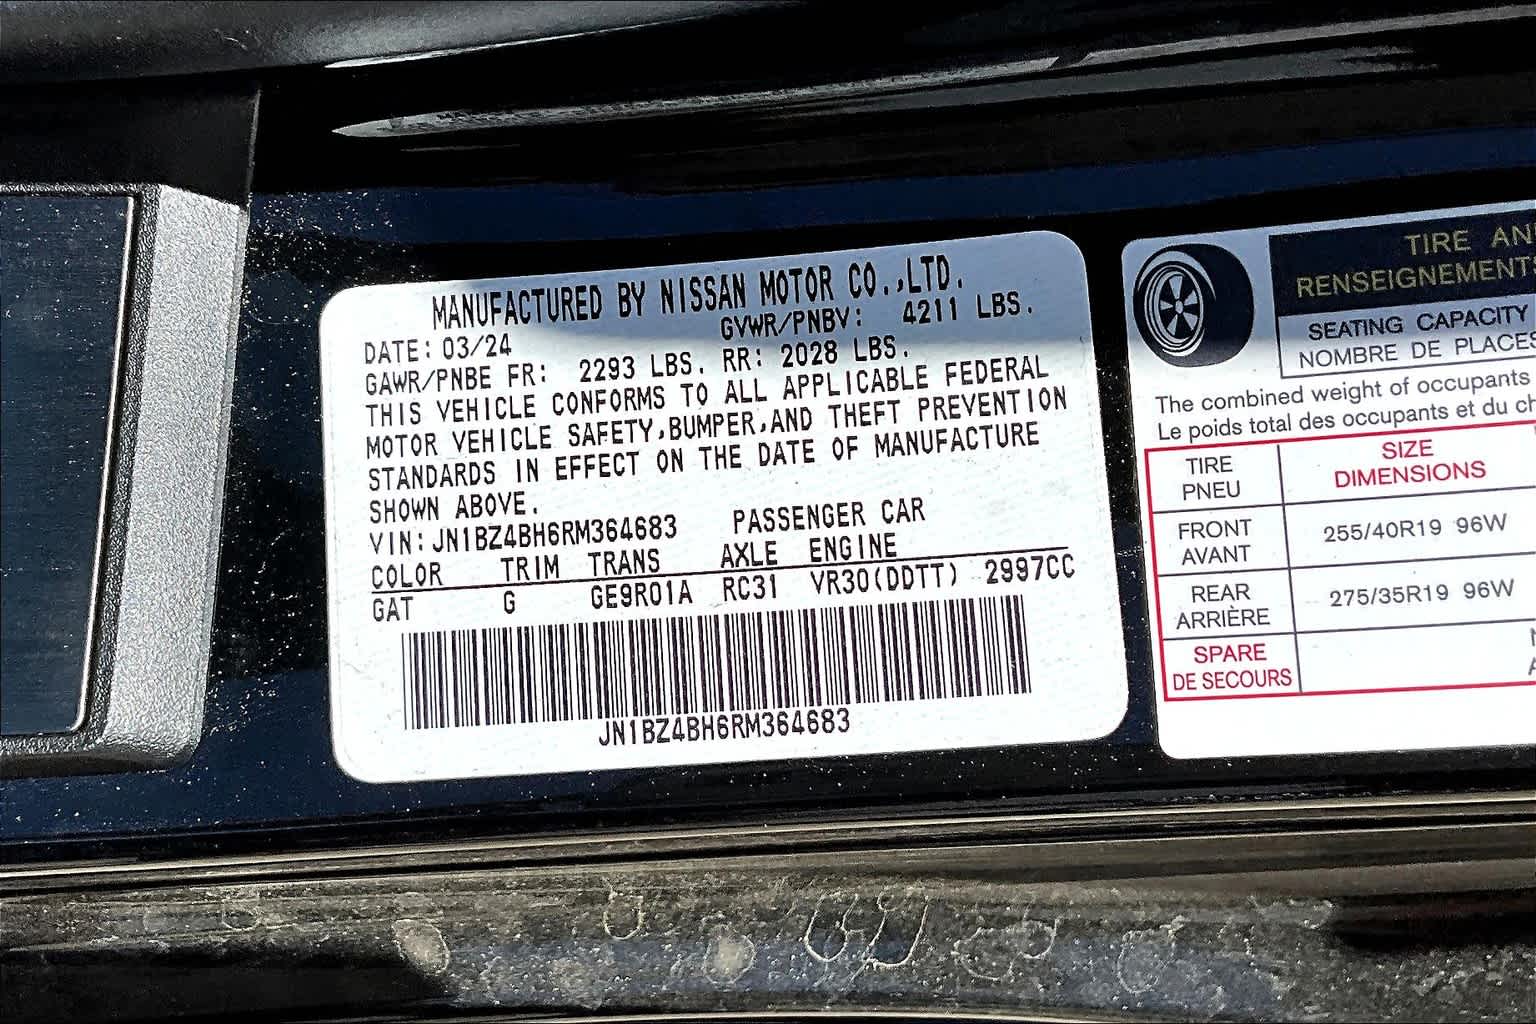 MANUFACTURED BY NISSAN MOTOR CO.,LTD.
DATE: 03/24 GVWR/PNBV: 4211 LBS.
GAWR/PNBE FR: 2293 LBS. RR: 2028 LBS.
THIS VEHICLE CONFORMS TO ALL APPLICABLE FEDERAL
MOTOR VEHICLE SAFETY,BUMPER,AND THEFT PREVENTION
STANDARDS IN EFFECT ON THE DATE OF MANUFACTURE
SHOWN ABOVE.
VIN: JN1BZ4BH6RM364683 PASSENGER CAR
COLOR TRIM TRANS AXLE ENGINE
GAT G GE9R01A RC31 VR30(DDTT) 2997CC
JN1BZ4BH6RM364683
TIRE AN
RENSEIGNEMENTS
SEATING CAPACITY
NOMBRE DE PLACES
The combined weight of occupants
Le poids total des occupants et du ch
TIRE
PNEU
SIZE
DIMENSIONS
FRONT
AVANT
255/40R19 96W
REAR
ARRIÈRE
275/35R19 96W
SPARE
DE SECOURS